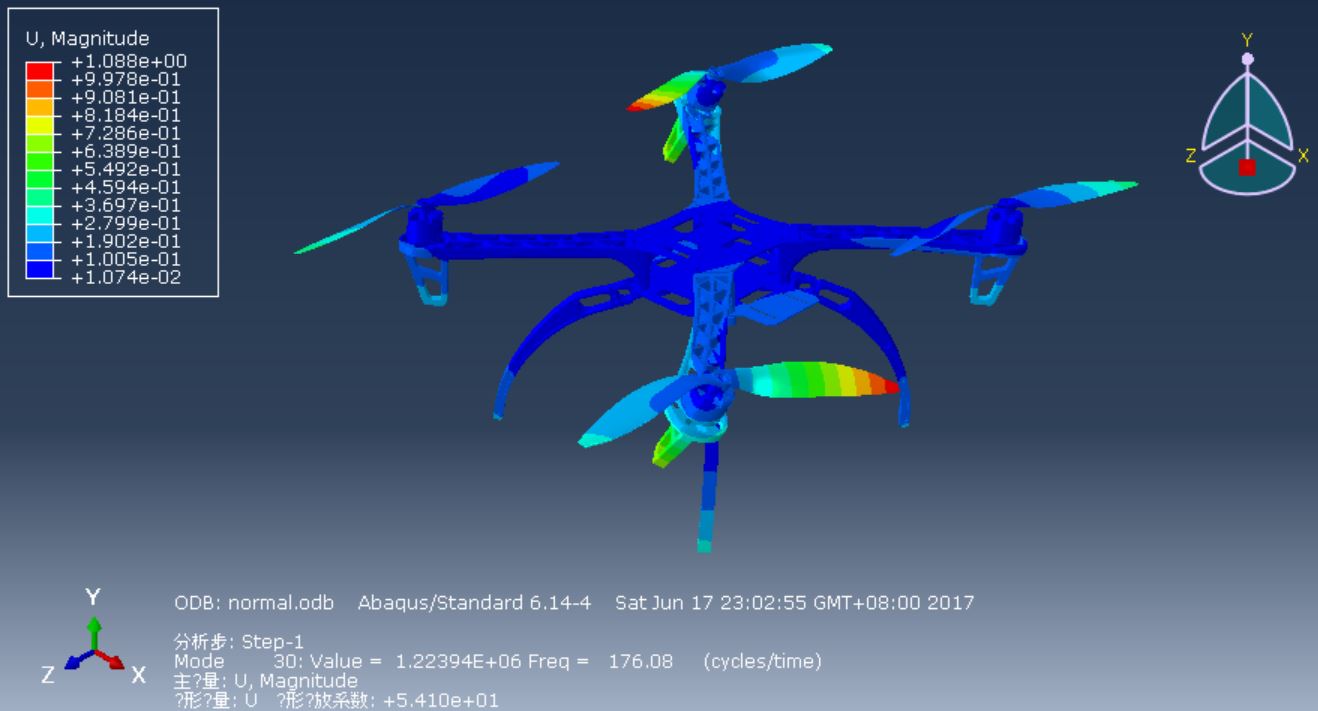 U, Magnitude
+1.088e+00
+9.978e-01
+9.081e-01
+8.184e-01
+7.286e-01
+6.389e-01
+5.492e-01
+4.594e-01
+3.697e-01
+2.799e-01
+1.902e-01
+1.005e-01
+1.074e-02
Y
Z
X
ODB: normal.odb Abaqus/Standard 6.14-4 Sat Jun 17 23:02:55 GMT+08:00 2017
分析步: Step-1
Mode 30: Value = 1.22394E+06 Freq = 176.08 (cycles/time)
主?量: U, Magnitude
?形?量: U ?形?放系数: +5.410e+01
Y
Z
X